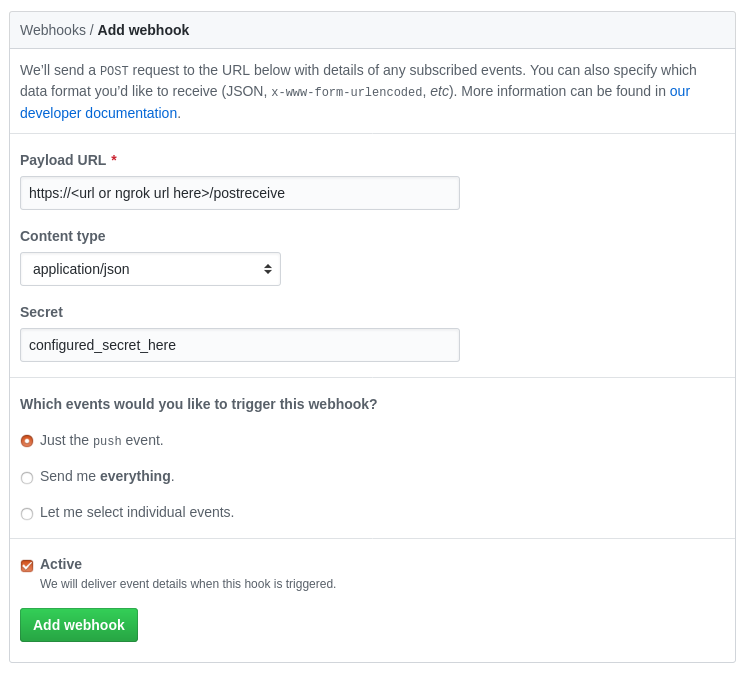 Webhooks / Add webhook
We’ll send a POST request to the URL below with details of any subscribed events. You can also specify which
data format you’d like to receive (JSON, x-www-form-urlencoded, etc). More information can be found in our
developer documentation.
Payload URL *
https://<url or ngrok url here>/postreceive
Content type
application/json
Secret
configured_secret_here
Which events would you like to trigger this webhook?
Just the push event.
Send me everything.
Let me select individual events.
Active
We will deliver event details when this hook is triggered.
Add webhook